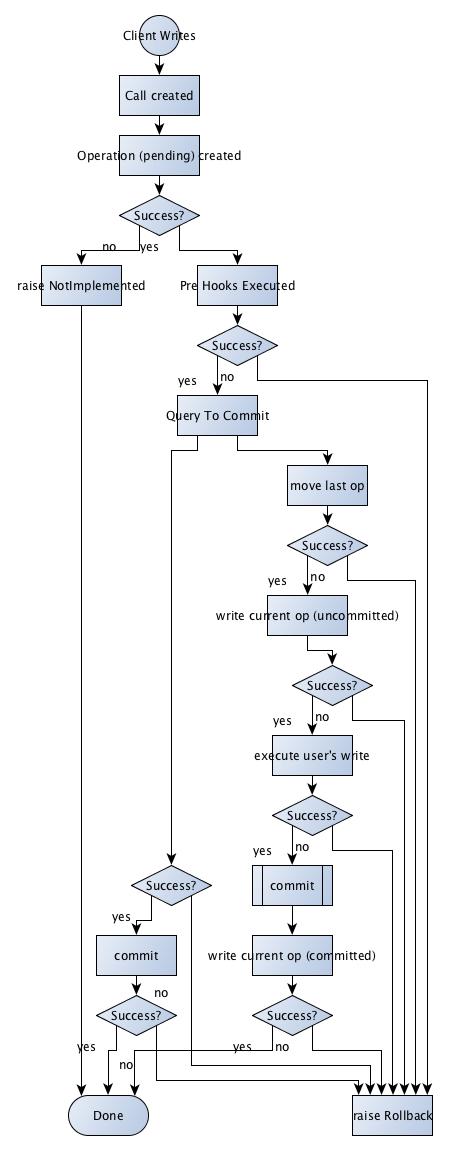 Client Writes
Call created
Operation (pending) created
Success?
no yes
raise NotImplemented
Pre Hooks Executed
Success?
yes no
Query To Commit
move last op
Success?
yes no
write current op (uncommitted)
Success?
yes no
execute user's write
Success?
yes no
Success?
commit
yes
commit
write current op (committed)
no
Success?
Success?
yes
yes no
no
Done
raise Rollback